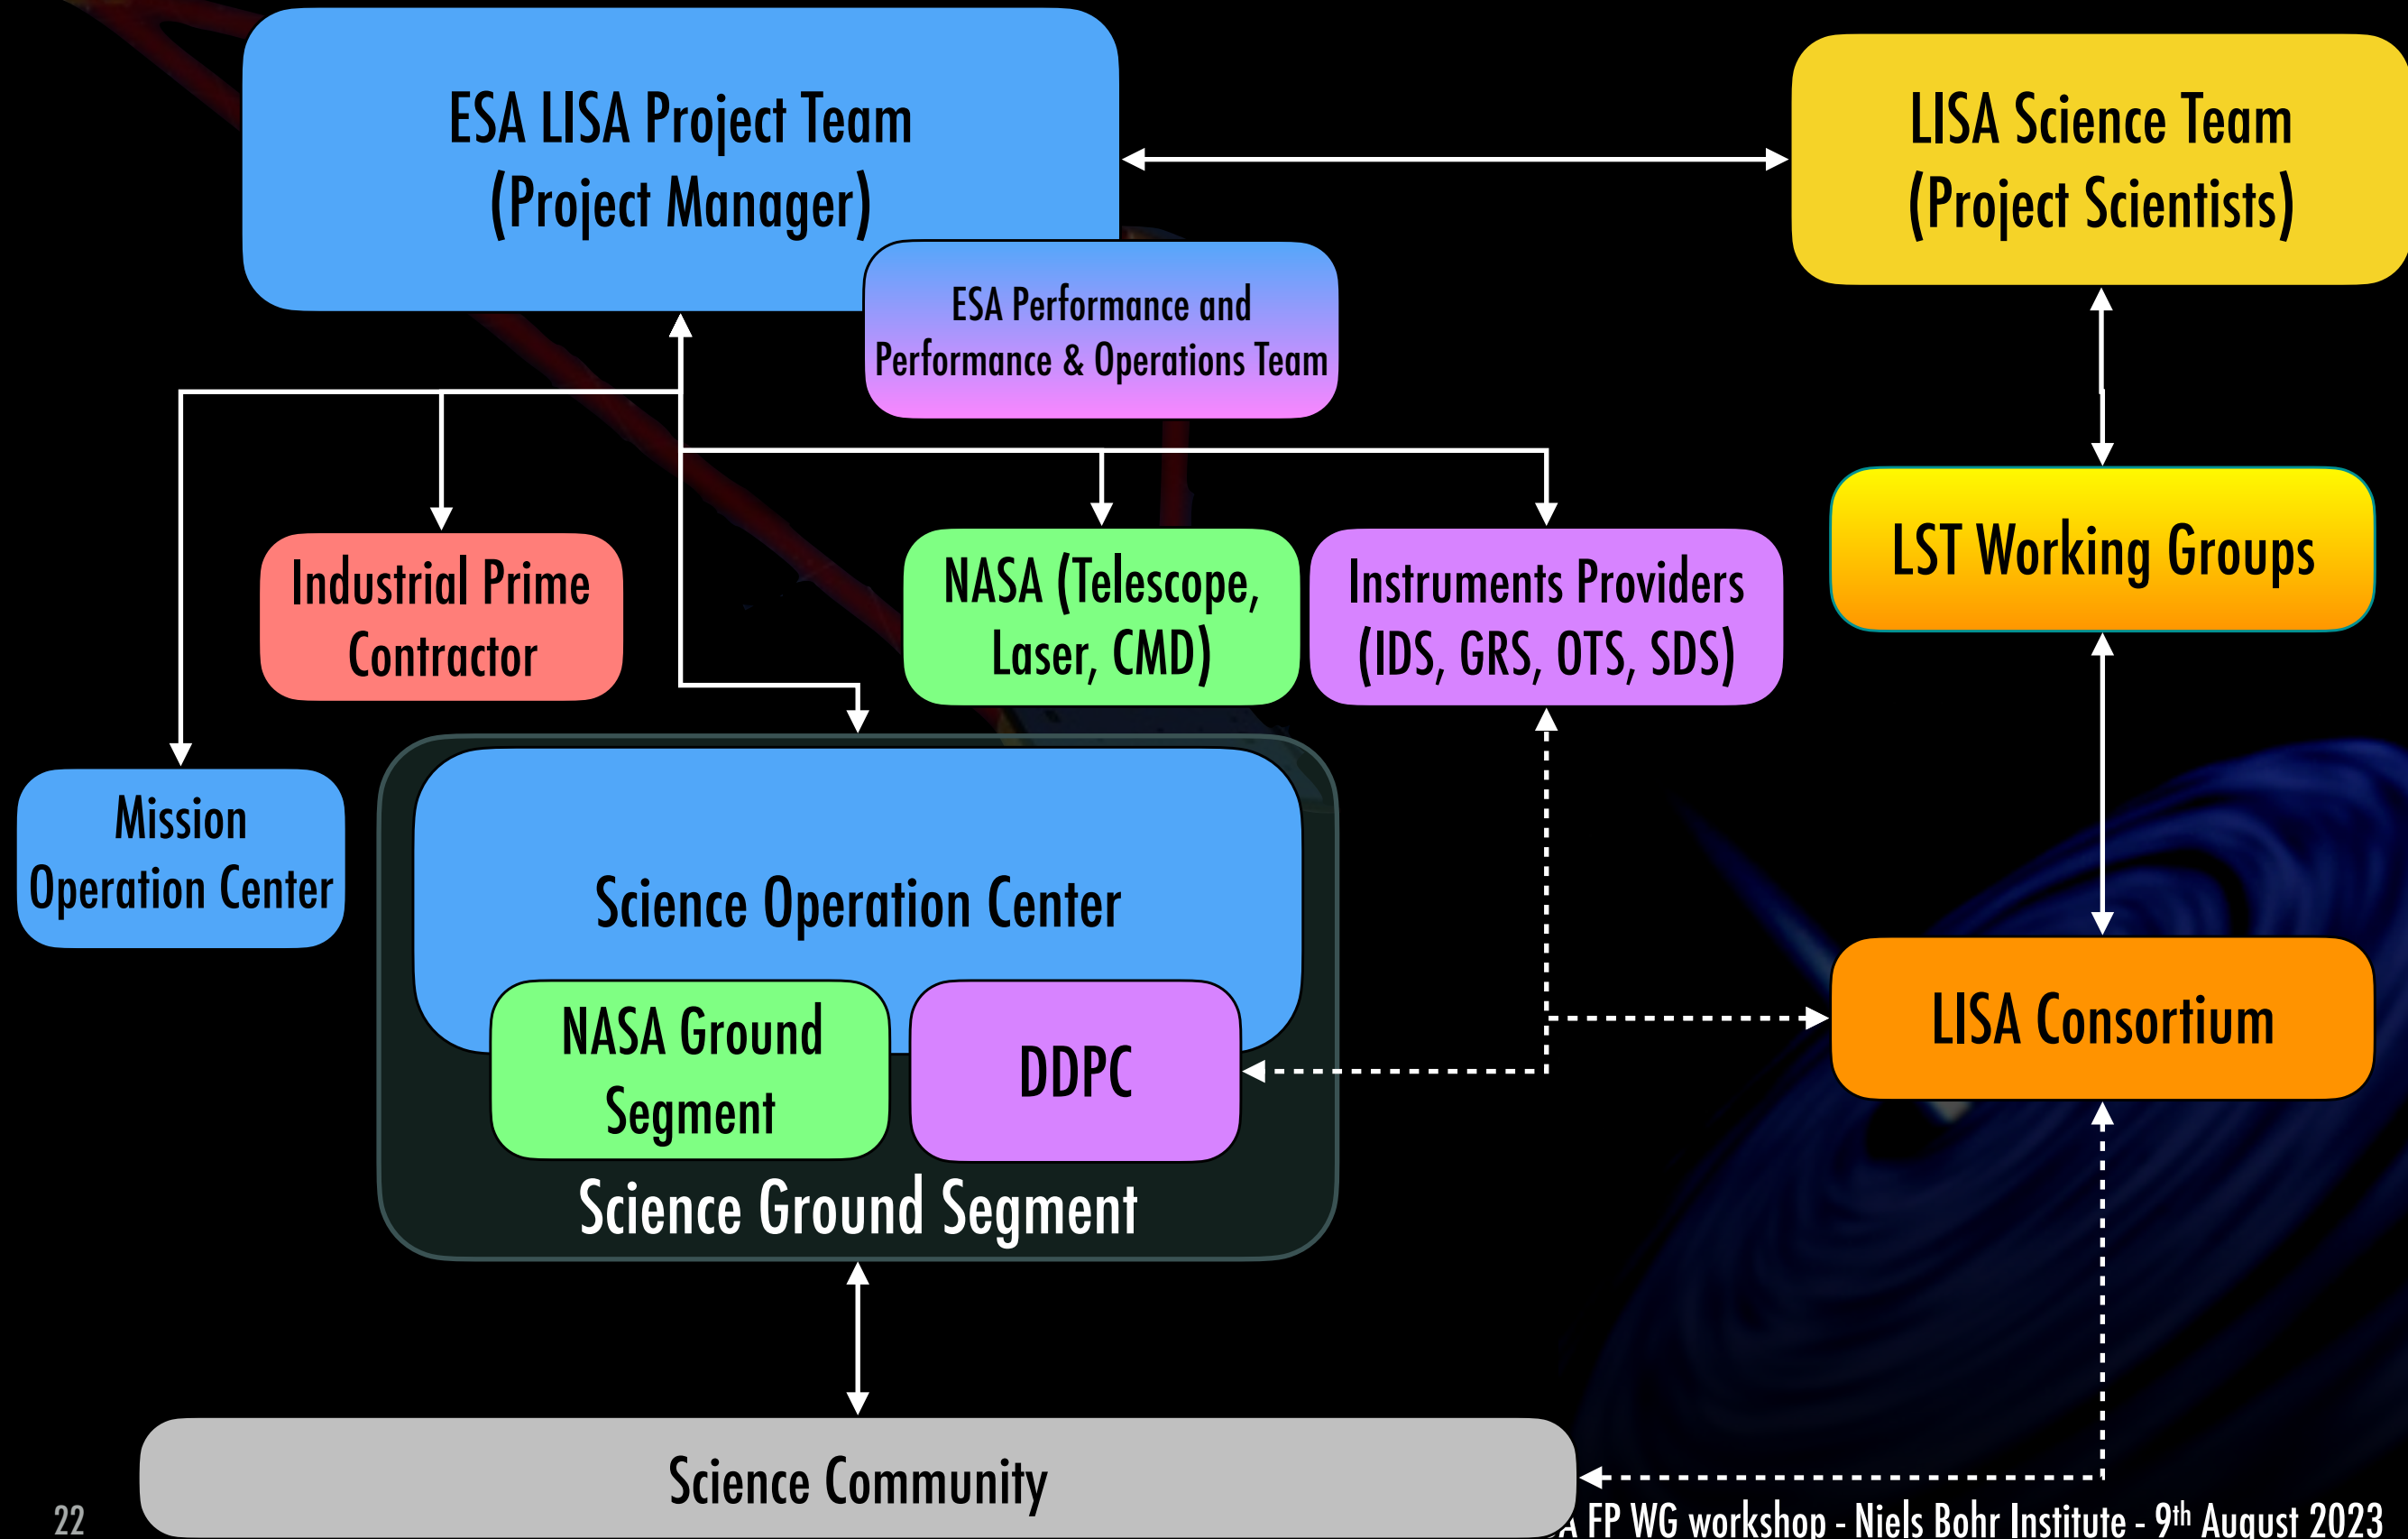 ESA LISA Project Team
(Project Manager)
LISA Science Team
(Project Scientists)
ESA Performance and
Performance & Operations Team
Industrial Prime
Contractor
NASA (Telescope,
Laser, CMD)
Instruments Providers
(IDS, GRS, OTS, SDS)
LST Working Groups
Mission
Operation Center
Science Operation Center
NASA Ground
Segment
DDPC
Science Ground Segment
LISA Consortium
Science Community
22
FP WG workshop - Niels Bohr Institute - 9th August 2023